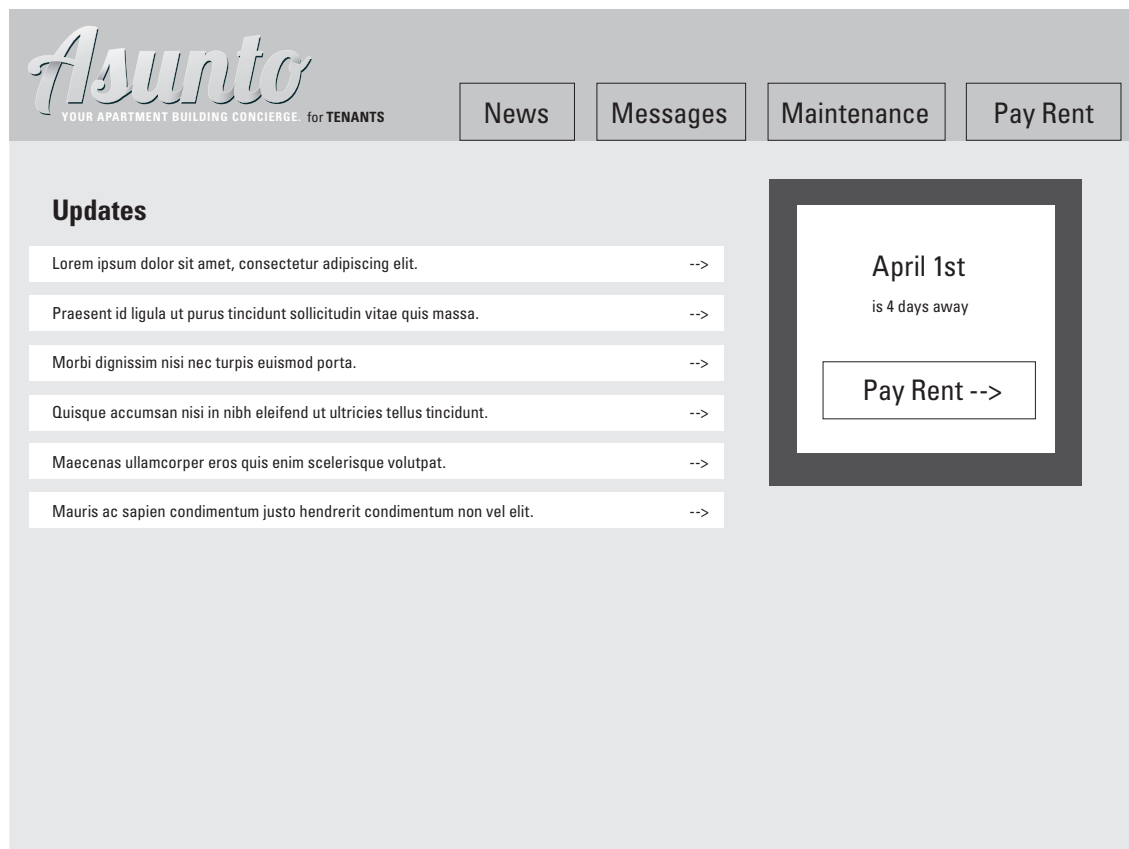 Asunto
YOUR APARTMENT BUILDING CONCIERGE. for TENANTS
News
Messages
Maintenance
Pay Rent
Updates
Lorem ipsum dolor sit amet, consectetur adipiscing elit. -->
Praesent id ligula ut purus tincidunt sollicitudin vitae quis massa. -->
Morbi dignissim nisi nec turpis euismod porta. -->
Quisque accumsan nisi in nibh eleifend ut ultricies tellus tincidunt. -->
Maecenas ullamcorper eros quis enim scelerisque volutpat. -->
Mauris ac sapien condimentum justo hendrerit condimentum non vel elit. -->
April 1st
is 4 days away
Pay Rent -->